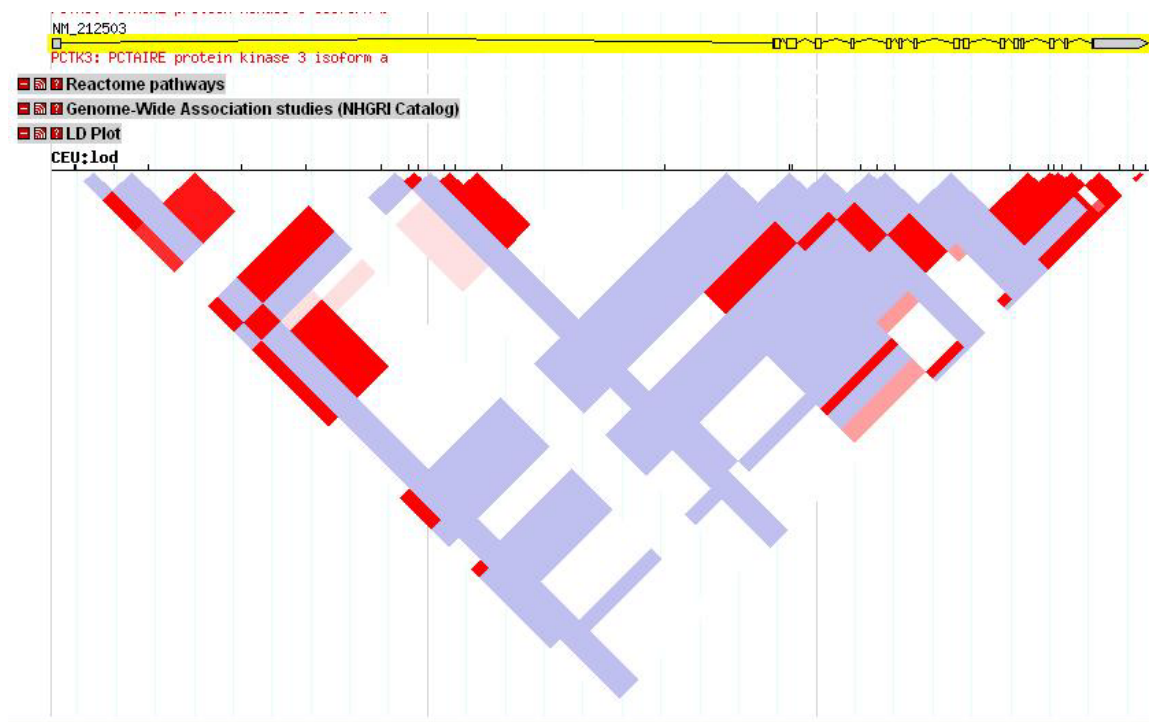 NM_212503
PCTK3: PCTAIRE protein kinase 3 isoform a
Reactome pathways
Genome-Wide Association studies (NHGRI Catalog)
LD Plot
CEU:lod